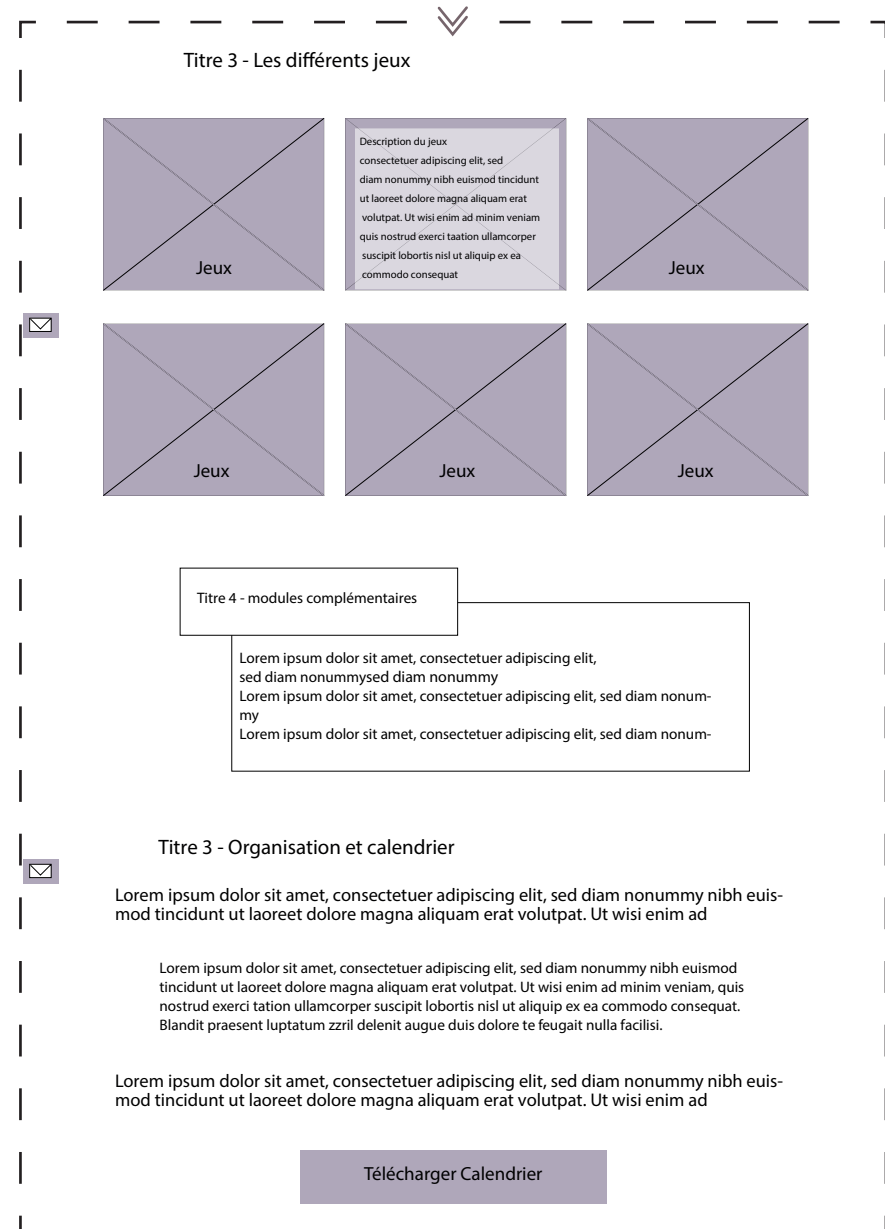 Titre 3 - Les différents jeux
Jeux
Description du jeux
consectetuer adipiscing elit, sed
diam nonummy nibh euismod tincidunt
ut laoreet dolore magna aliquam erat
volutpat. Ut wisi enim ad minim veniam
quis nostrud exerci taation ullamcorper
suscipit lobortis nisl ut aliquip ex ea
commodo consequat
Jeux
Jeux
Jeux
Jeux
Titre 4 - modules complémentaires
Lorem ipsum dolor sit amet, consectetuer adipiscing elit,
sed diam nonummysed diam nonummy
Lorem ipsum dolor sit amet, consectetuer adipiscing elit, sed diam nonum-
my
Lorem ipsum dolor sit amet, consectetuer adipiscing elit, sed diam nonum-
Titre 3 - Organisation et calendrier
Lorem ipsum dolor sit amet, consectetuer adipiscing elit, sed diam nonummy nibh euis-
mod tincidunt ut laoreet dolore magna aliquam erat volutpat. Ut wisi enim ad
Lorem ipsum dolor sit amet, consectetuer adipiscing elit, sed diam nonummy nibh euismod
tincidunt ut laoreet dolore magna aliquam erat volutpat. Ut wisi enim ad minim veniam, quis
nostrud exerci tation ullamcorper suscipit lobortis nisl ut aliquip ex ea commodo consequat.
Blandit praesent luptatum zzril delenit augue duis dolore te feugait nulla facilisi.
Lorem ipsum dolor sit amet, consectetuer adipiscing elit, sed diam nonummy nibh euis-
mod tincidunt ut laoreet dolore magna aliquam erat volutpat. Ut wisi enim ad
Télécharger Calendrier